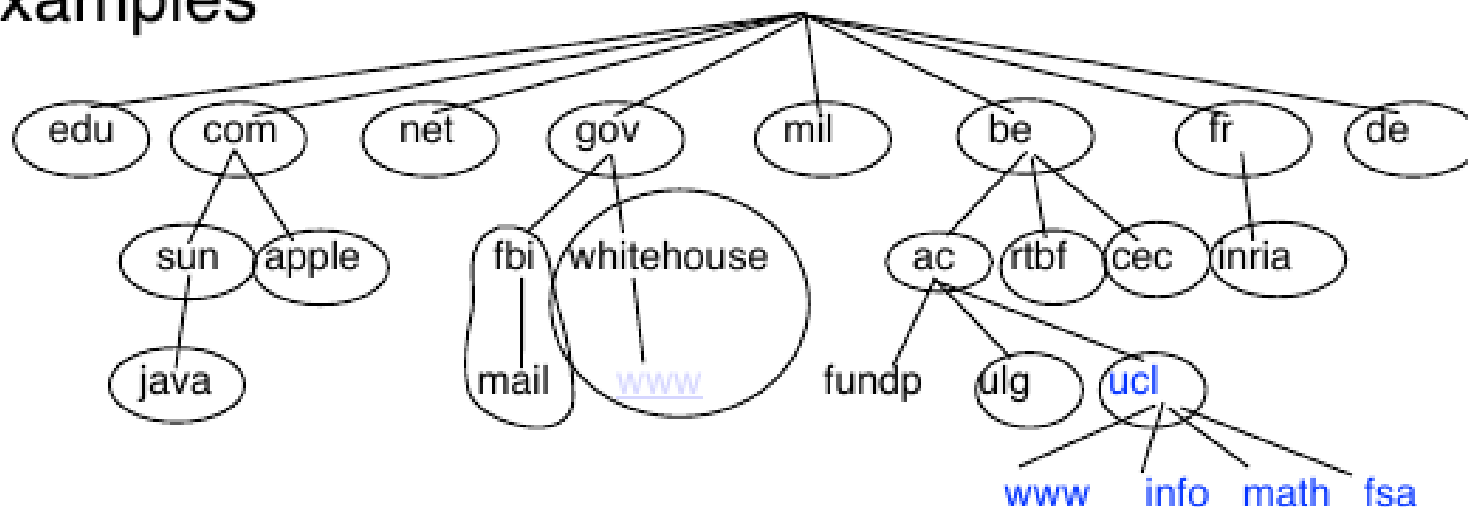 xamples
edu com net gov mil be fr de
sun apple fbi whitehouse ac rtbf cec inria
java mail www fundp ulg ucl
www info math fsa